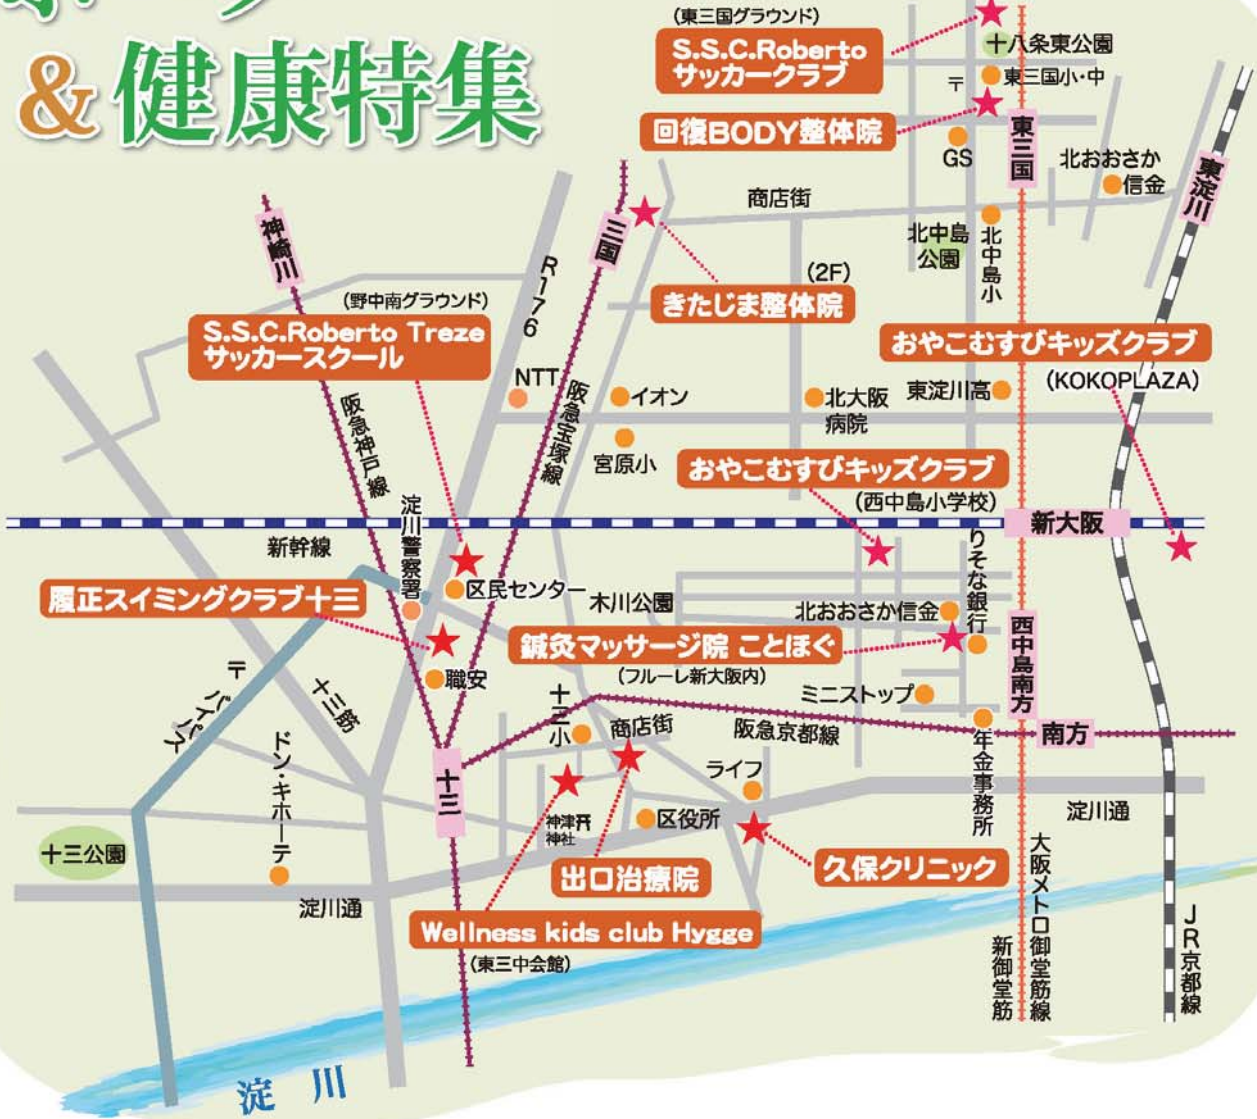 &健康特集
(東三国グラウンド)
S.S.C.Roberto
サッカークラブ
十八条東公園
〒
東三国小・中
回復BODY整体院
GS
東三国
北おおさか
信金
東淀川
商店街
北中島
公園
北中島小
神崎川
三国
R176
(2F)
きたじま整体院
(野中南グラウンド)
S.S.C.Roberto Treze
サッカースクール
おやこむすびキッズクラブ
(KOKOPLAZA)
NTT
イオン
北大阪
病院
東淀川高
阪急神戸線
阪急宝塚線
宮原小
おやこむすびキッズクラブ
(西中島小学校)
新大阪
新幹線
淀川警察署
りそな銀行
区民センター
履正スイミングクラブ十三
木川公園
北おおさか信金
鍼灸マッサージ院 ことほぐ
(フルーレ新大阪内)
西中島南方
〒
バイパス
十三筋
職安
ミニストップ
十三小
商店街
阪急京都線
南方
ドン・キホーテ
十三
ライフ
年金事務所
淀川通
神津
神社
区役所
十三公園
出口治療院
久保クリニック
淀川通
Wellness kids club Hygge
(東三中会館)
新御堂筋
大阪メトロ御堂筋線
JR京都線
淀川